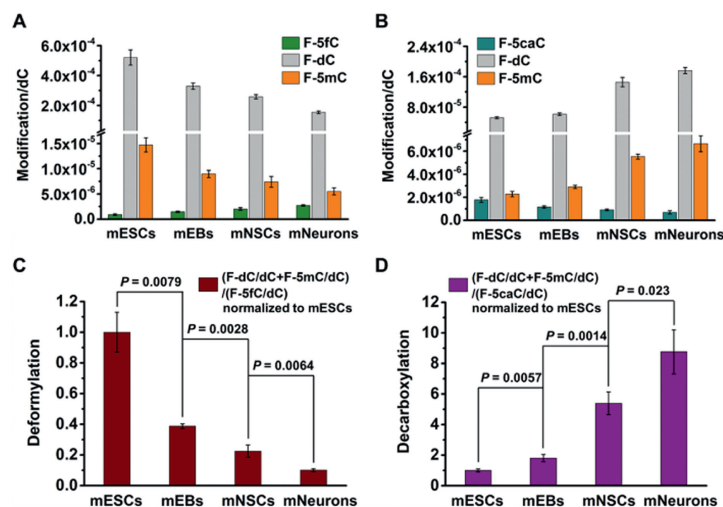 A
Modification/dC
6.0x10⁻⁴
4.0x10⁻⁴
2.0x10⁻⁴
1.5x10⁻⁵
1.0x10⁻⁵
5.0x10⁻⁶
0.0
F-5fC
F-dC
F-5mC
mESCs mEBs mNSCs mNeurons
B
Modification/dC
2.4x10⁻⁴
1.6x10⁻⁴
8.0x10⁻⁵
6.0x10⁻⁶
4.0x10⁻⁶
2.0x10⁻⁶
0.0
F-5caC
F-dC
F-5mC
mESCs mEBs mNSCs mNeurons
C
Deformylation
1.2
1.0
0.8
0.6
0.4
0.2
0.0
(F-dC/dC+F-5mC/dC)
/(F-5fC/dC)
normalized to mESCs
P = 0.0079
P = 0.0028
P = 0.0064
mESCs mEBs mNSCs mNeurons
D
Decarboxylation
12
10
8
6
4
2
0
(F-dC/dC+F-5mC/dC)
/(F-5caC/dC)
normalized to mESCs
P = 0.023
P = 0.0014
P = 0.0057
mESCs mEBs mNSCs mNeurons